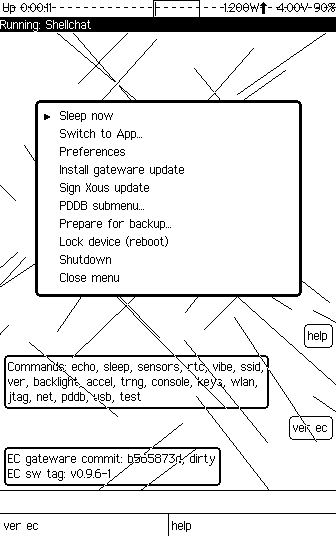 Up 0:00:11 1.200W 4.00V 90%
Running: Shellchat
Sleep now
Switch to App...
Preferences
Install gateware update
Sign Xous update
PDDB submenu...
Prepare for backup...
Lock device (reboot)
Shutdown
Close menu
help
Commands: echo, sleep, sensors, rtc, vibe, ssid,
ver, backlight, accel, trng, console, keys, wlan,
jtag, net, pddb, usb, test
ver ec
EC gateware commit: dirty
EC sw tag: v0.9.6-1
ver ec help